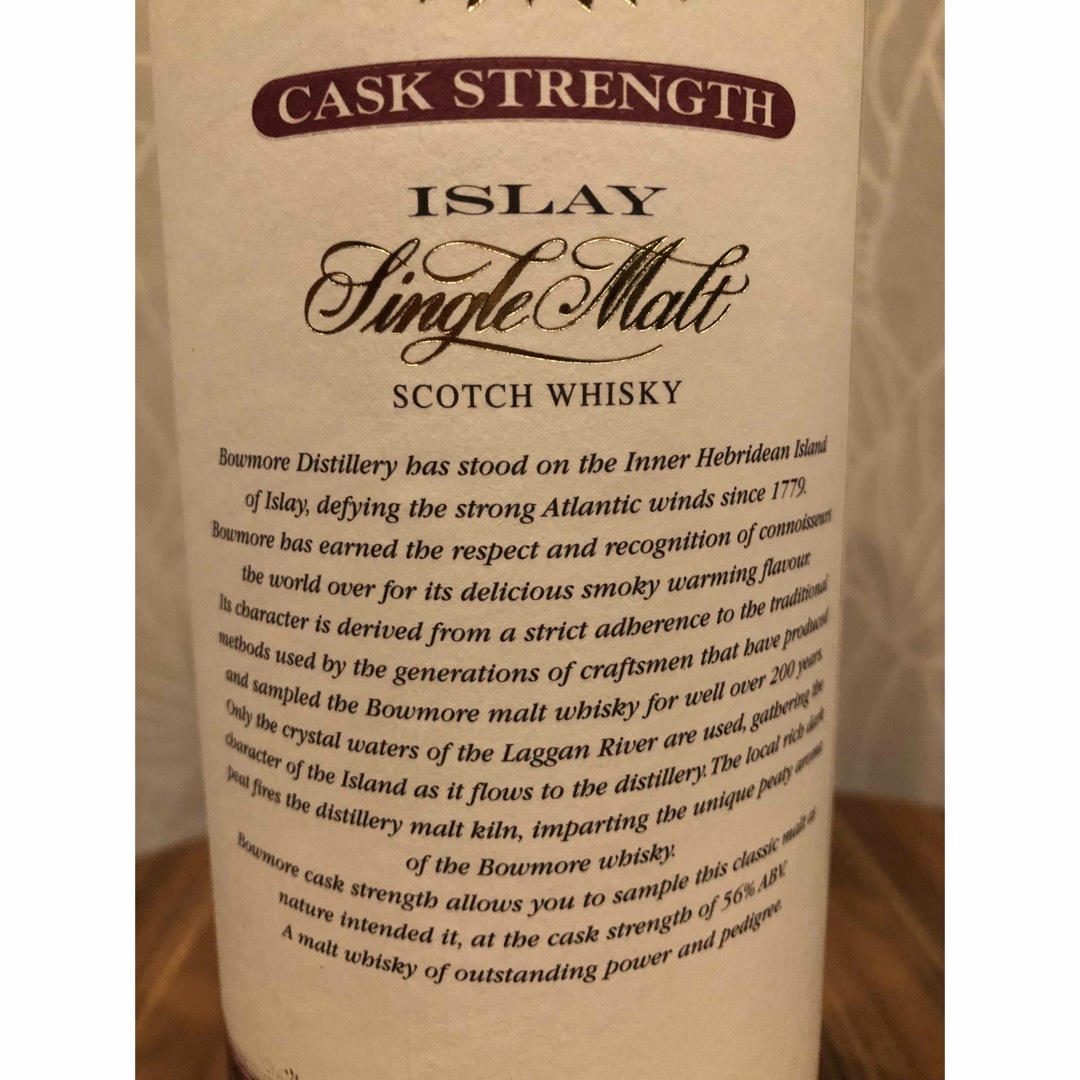 CASK STRENGTH
ISLAY
Single Malt
SCOTCH WHISKY
Bowmore Distillery has stood on the Inner Hebridean Island
of Islay, defying the strong Atlantic winds since 1779.
Bowmore has earned the respect and recognition of connoisseurs
the world over for its delicious smoky warming flavour.
Its character is derived from a strict adherence to the traditional
methods used by the generations of craftsmen that have produced
and sampled the Bowmore malt whisky for well over 200 years.
Only the crystal waters of the Laggan River are used, gathering the
character of the Island as it flows to the distillery. The local rich dark
peat fires the distillery malt kiln, imparting the unique peaty aroma
of the Bowmore whisky.
Bowmore cask strength allows you to sample this classic malt as
nature intended it, at the cask strength of 56% ABV.
A malt whisky of outstanding power and pedigree.